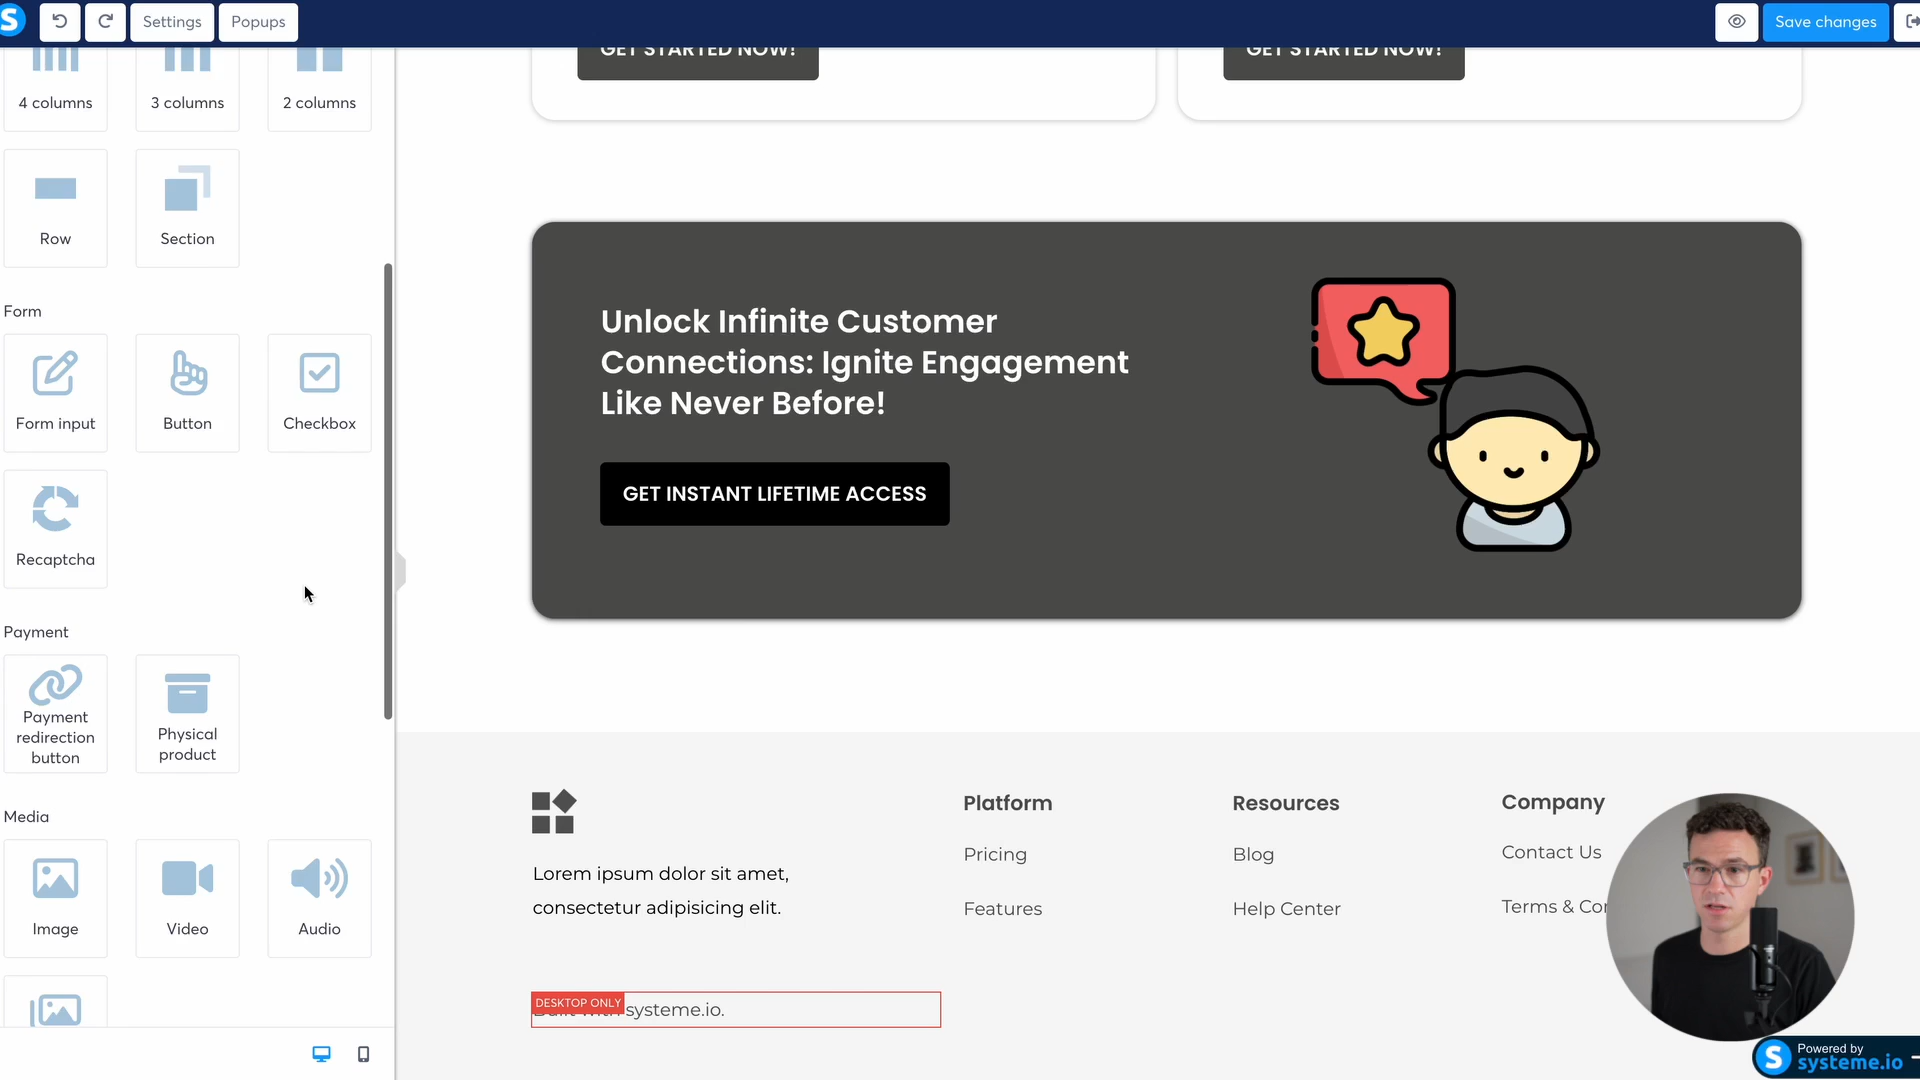 S
Settings
Popups
Save changes
4 columns
3 columns
2 columns
Row
Section
Form
Form input
Button
Checkbox
Recaptcha
Payment
Payment
redirection
button
Physical
product
Media
Image
Video
Audio
GET STARTED NOW!
GET STARTED NOW!
Unlock Infinite Customer
Connections: Ignite Engagement
Like Never Before!
GET INSTANT LIFETIME ACCESS
Lorem ipsum dolor sit amet,
consectetur adipisicing elit.
Platform
Pricing
Features
Resources
Blog
Help Center
Company
Contact Us
Terms &
DESKTOP ONLY
Built with systeme.io.
S
Powered by
systeme.io